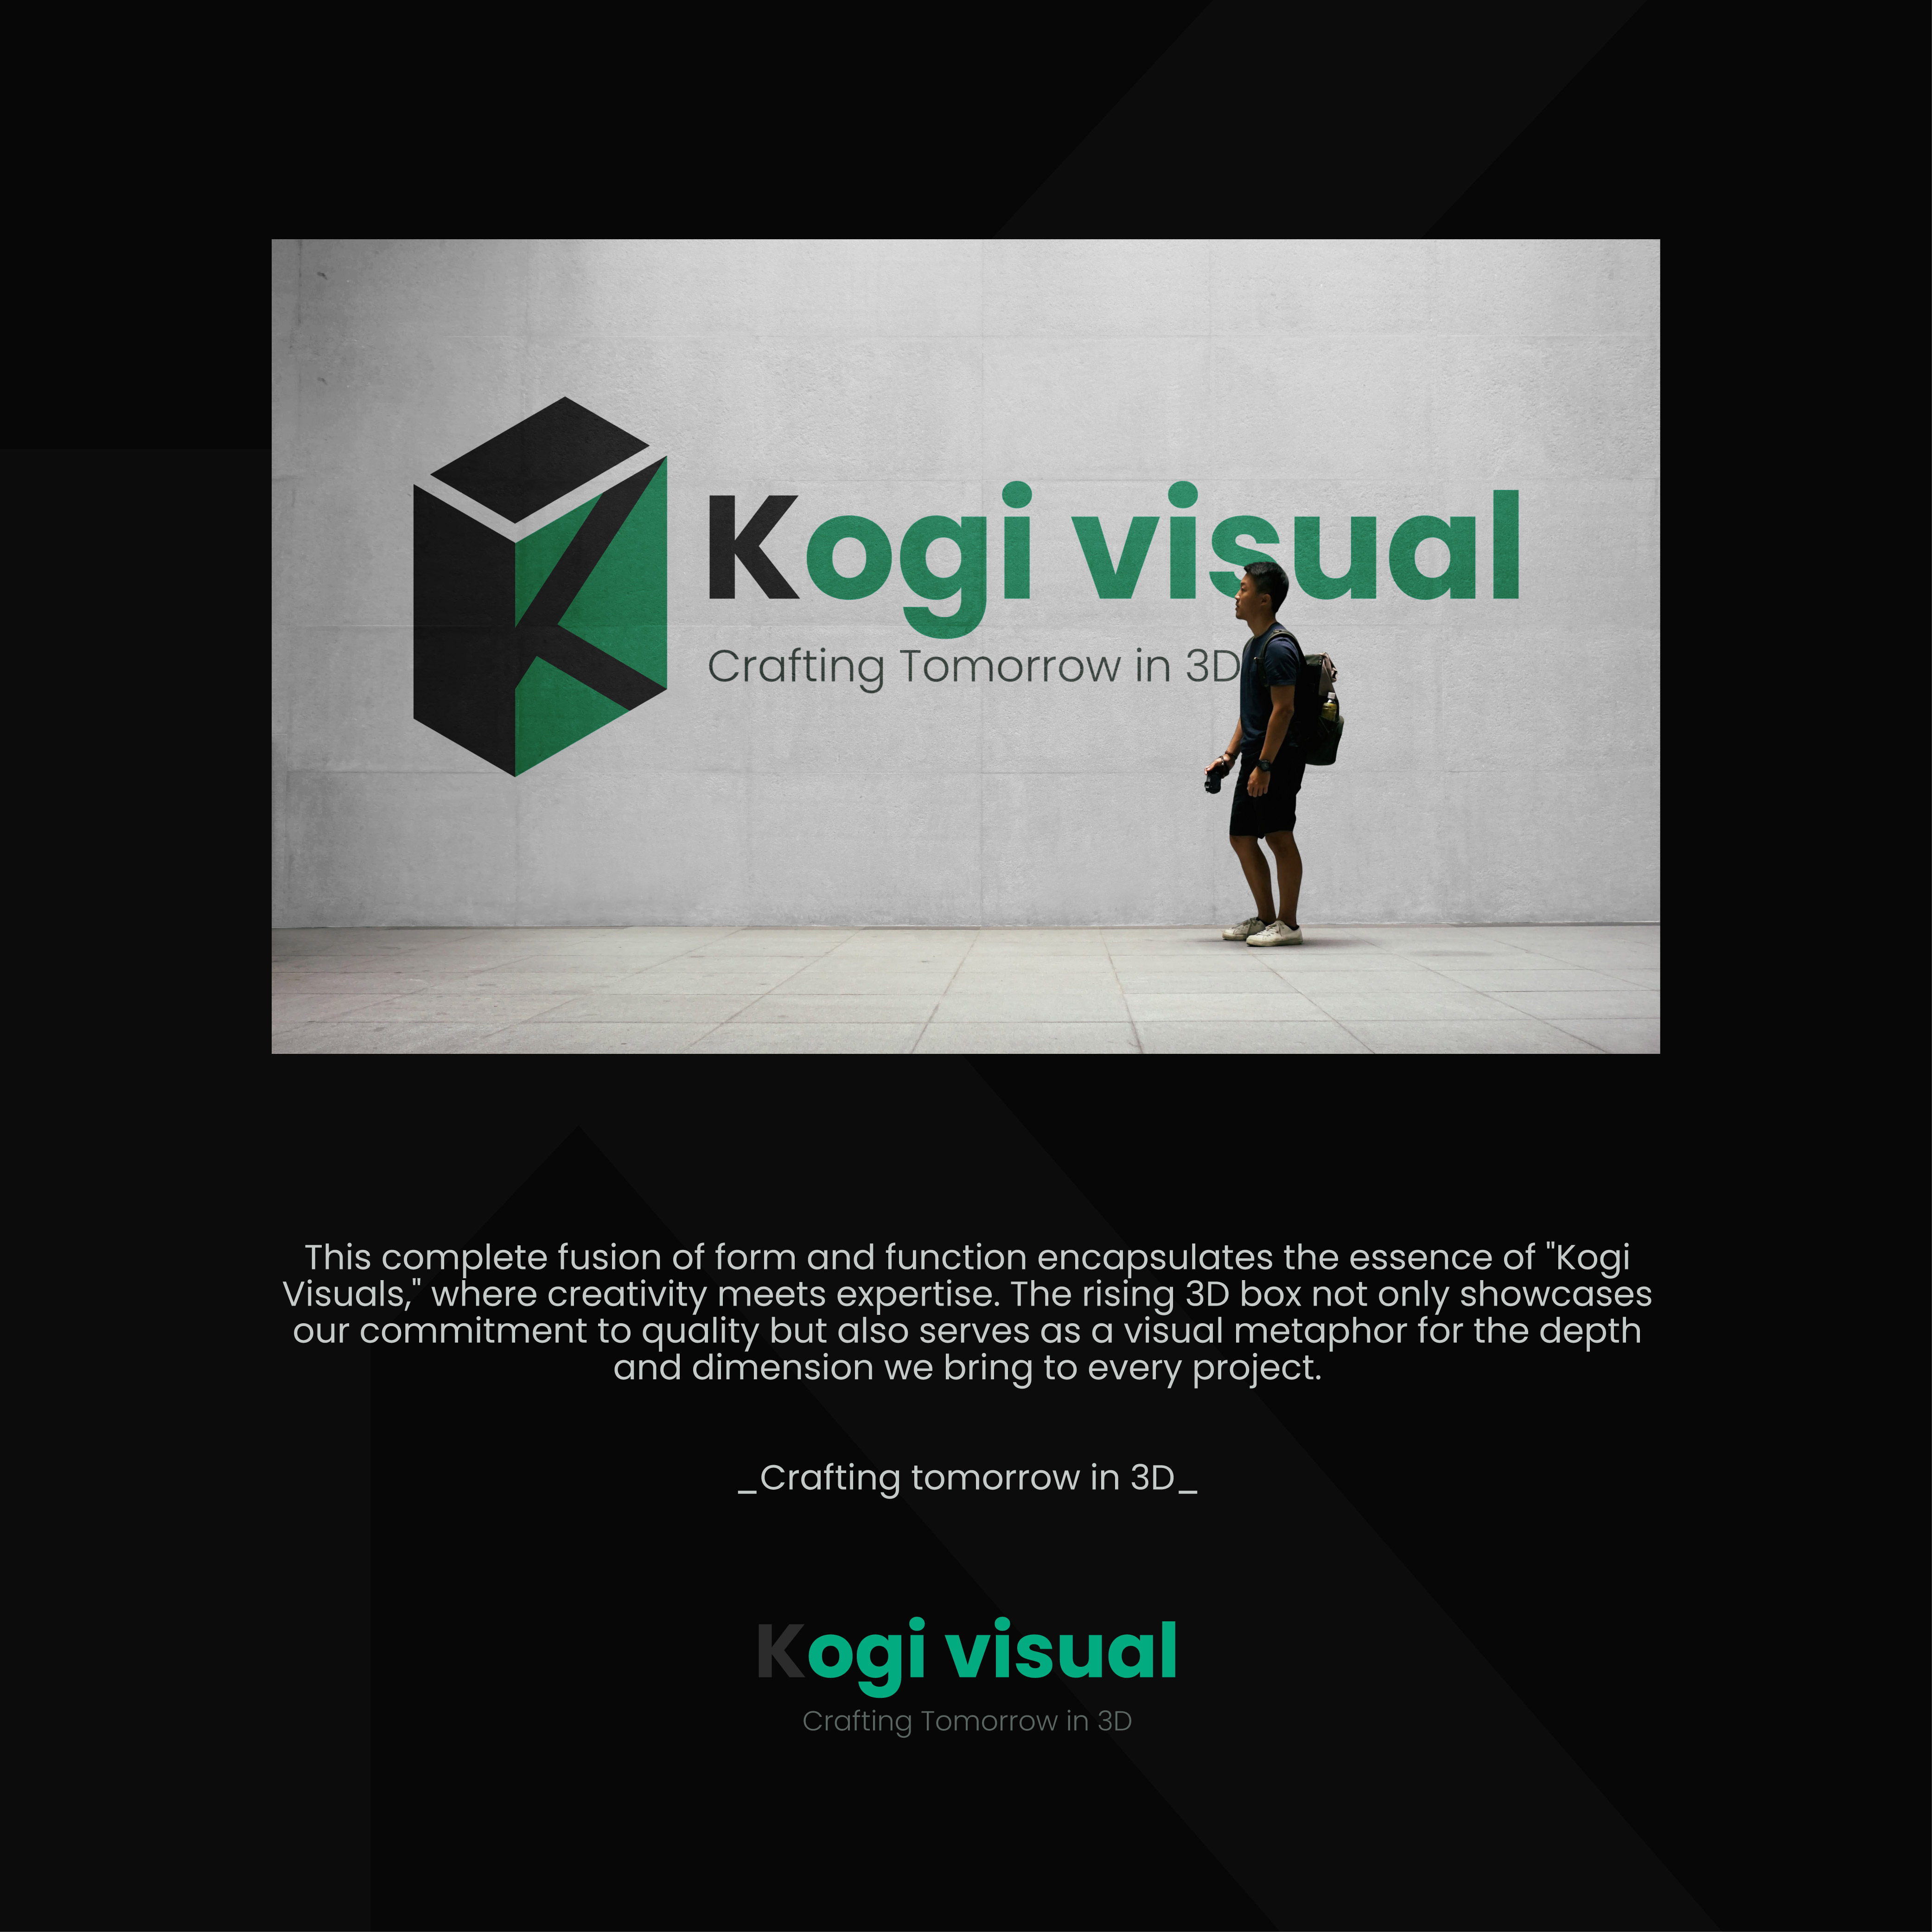 Kogi visual
Crafting Tomorrow in 3D
This complete fusion of form and function encapsulates the essence of "Kogi
Visuals," where creativity meets expertise. The rising 3D box not only showcases
our commitment to quality but also serves as a visual metaphor for the depth
and dimension we bring to every project.
_Crafting tomorrow in 3D_
Kogi visual
Crafting Tomorrow in 3D